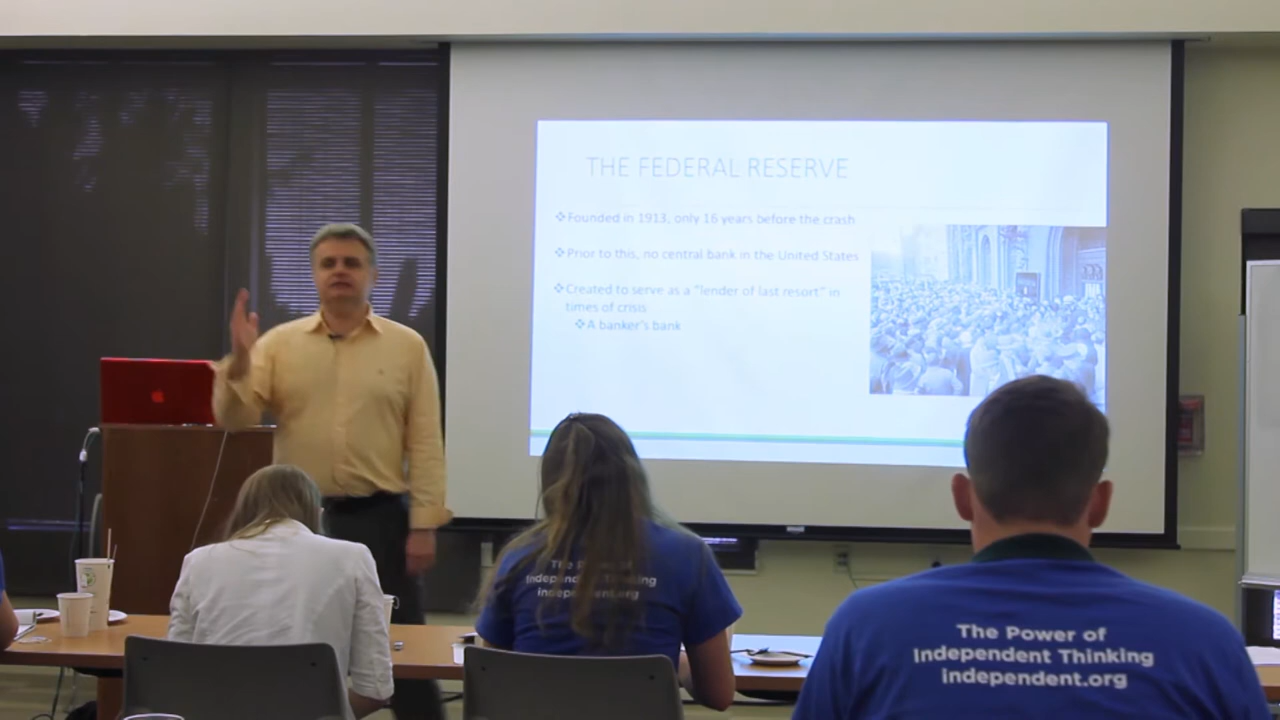 THE FEDERAL RESERVE
Founded in 1913, only 16 years before the crash
Prior to this, no central bank in the United States
Created to serve as a "lender of last resort" in
times of crisis
A banker's bank
The Power of
Independent Thinking
independent.org
The Power of
Independent Thinking
independent.org